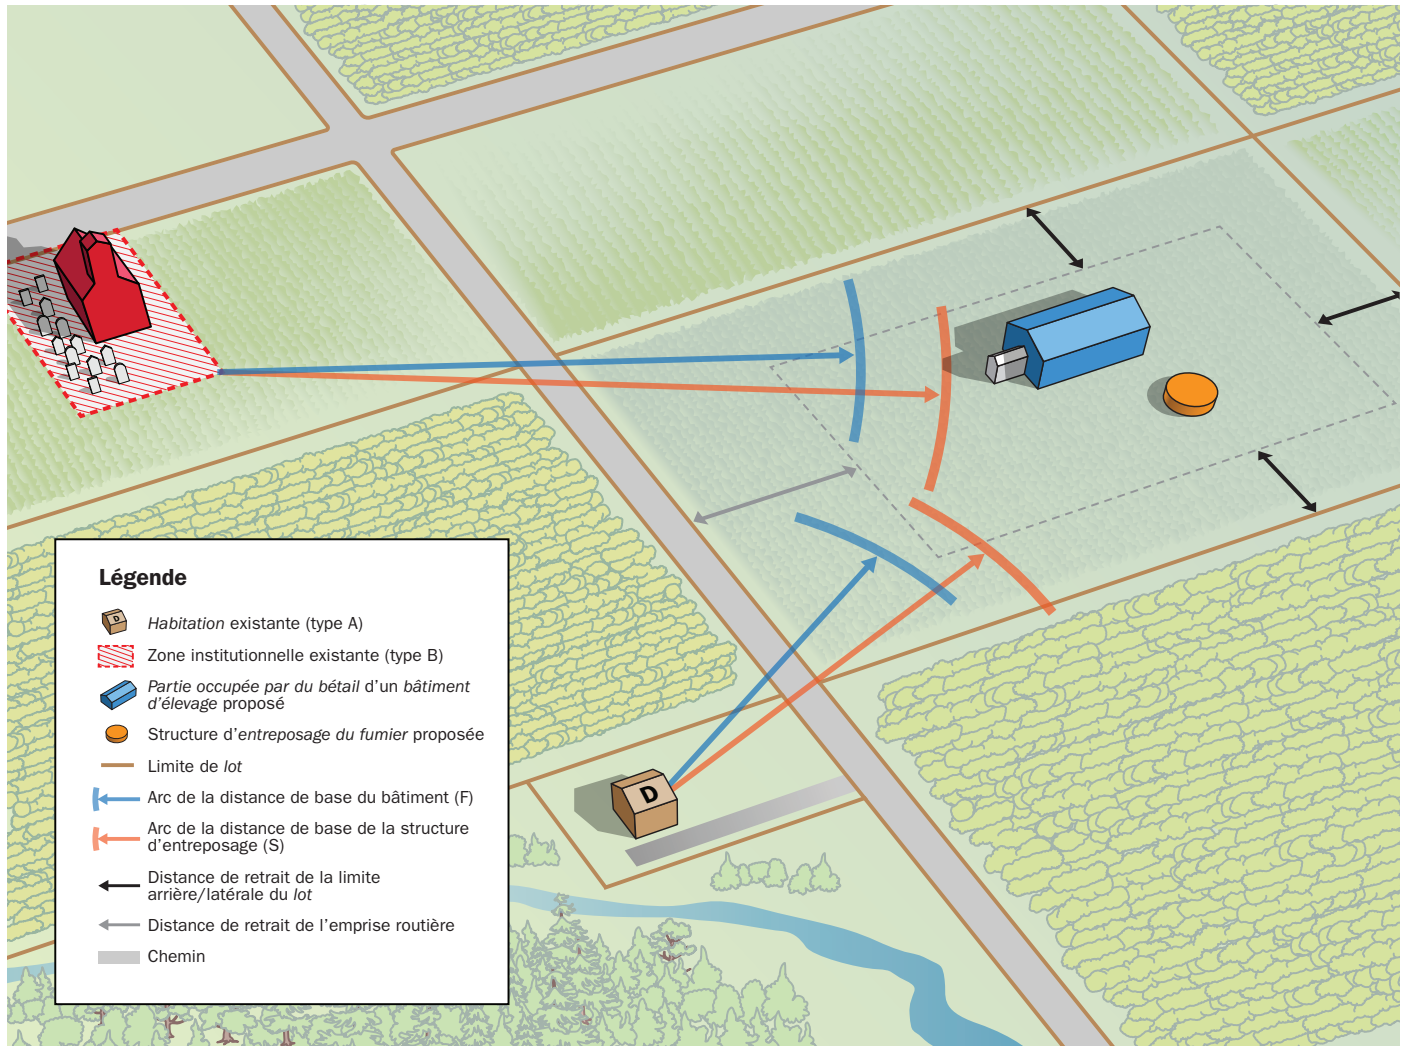 Légende
D
Habitation existante (type A)
Zone institutionnelle existante (type B)
Partie occupée par du bétail d'un bâtiment
d'élevage proposé
Structure d'entreposage du fumier proposée
Limite de lot
Arc de la distance de base du bâtiment (F)
Arc de la distance de base de la structure
d'entreposage (S)
Distance de retrait de la limite
arrière/latérale du lot
Distance de retrait de l'emprise routière
Chemin
D